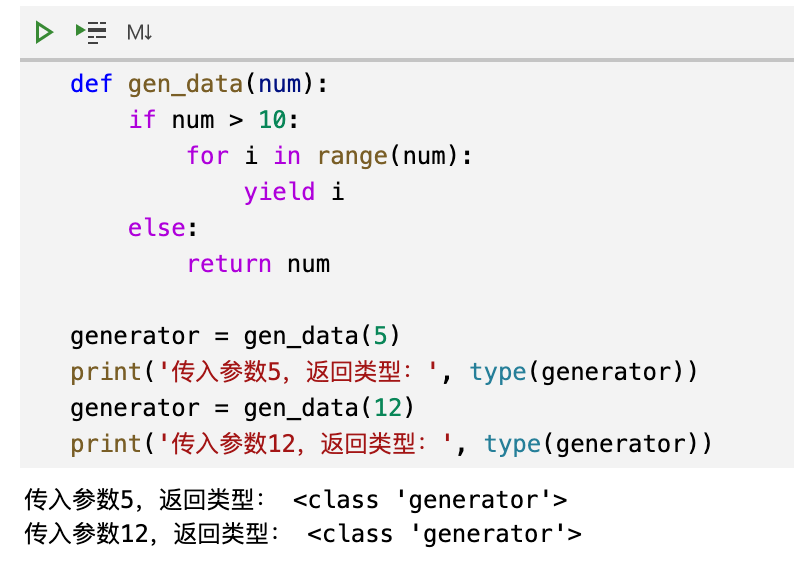 M↓
def gen_data(num):
    if num > 10:
        for i in range(num):
            yield i
    else:
        return num
generator = gen_data(5)
print('传入参数5，返回类型：', type(generator))
generator = gen_data(12)
print('传入参数12，返回类型：', type(generator))
传入参数5，返回类型： <class 'generator'>
传入参数12，返回类型： <class 'generator'>